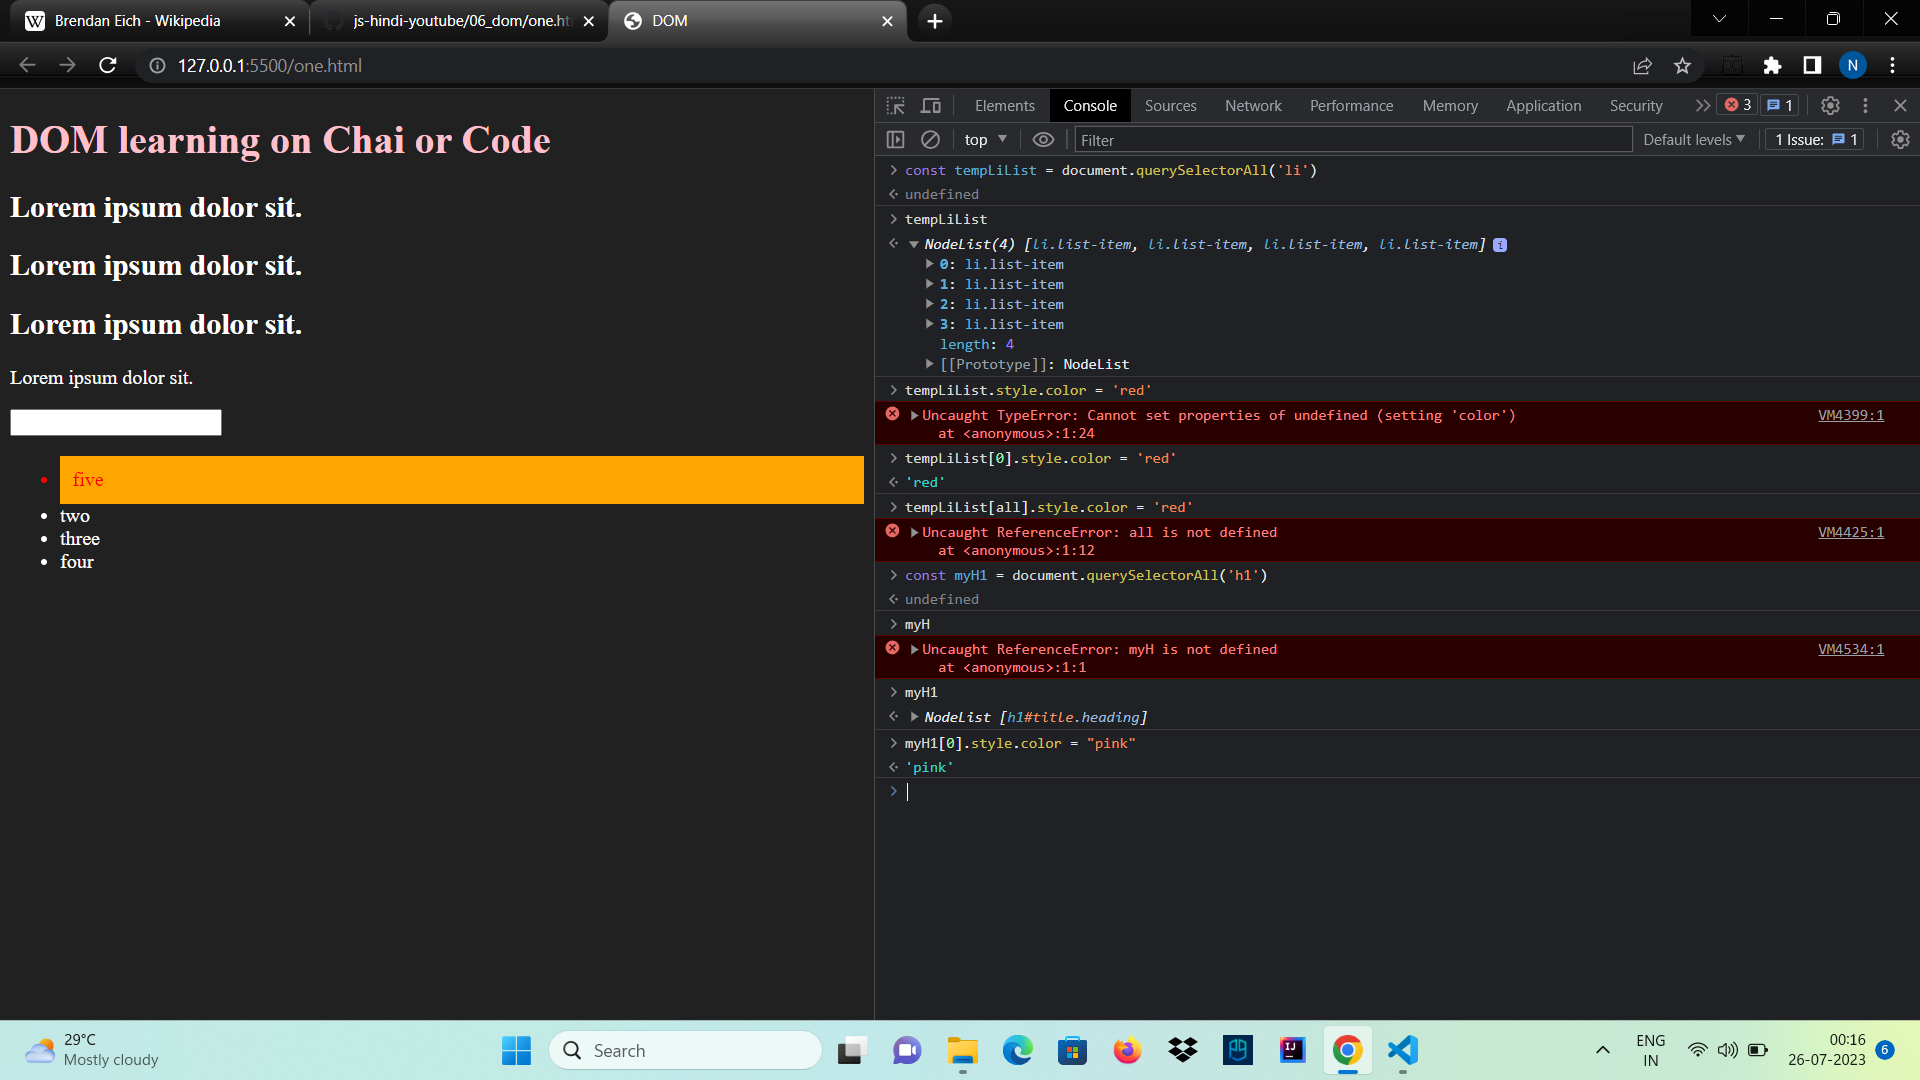 Brendan Eich - Wikipedia
js-hindi-youtube/06_dom/one.ht
DOM
127.0.0.1:5500/one.html
N
DOM learning on Chai or Code
Lorem ipsum dolor sit.
Lorem ipsum dolor sit.
Lorem ipsum dolor sit.
Lorem ipsum dolor sit.
five
two
three
four
Elements Console Sources Network Performance Memory Application Security 3 1
top Filter Default levels 1 Issue: 1
const tempLiList = document.querySelectorAll('li')
undefined
tempLiList
NodeList(4) [li.list-item, li.list-item, li.list-item, li.list-item] i
0: li.list-item
1: li.list-item
2: li.list-item
3: li.list-item
length: 4
[[Prototype]]: NodeList
tempLiList.style.color = 'red'
Uncaught TypeError: Cannot set properties of undefined (setting 'color') VM4399:1
at <anonymous>:1:24
tempLiList[0].style.color = 'red'
'red'
tempLiList[all].style.color = 'red'
Uncaught ReferenceError: all is not defined VM4425:1
at <anonymous>:1:12
const myH1 = document.querySelectorAll('h1')
undefined
myH
Uncaught ReferenceError: myH is not defined VM4534:1
at <anonymous>:1:1
myH1
NodeList [h1#title.heading]
myH1[0].style.color = "pink"
'pink'
29°C
Mostly cloudy
Search
ENG
IN
00:16
26-07-2023
6